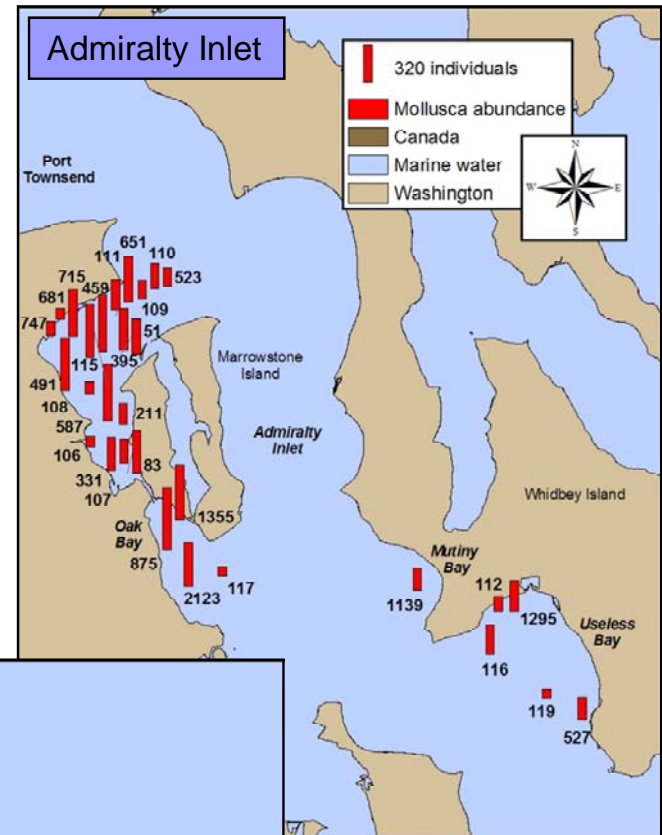 Admiralty Inlet
320 individuals
Mollusca abundance
Canada
Marine water
Washington
N
W
E
S
Port
Townsend
651
111
110
715
459
523
681
109
747
51
115
395
Marrowstone
Island
491
108
211
587
Admiralty
Inlet
106
83
331
107
Whidbey Island
1355
Oak
Bay
875
Mutiny
Bay
117
2123
1139
112
1295
Useless
Bay
116
119
527